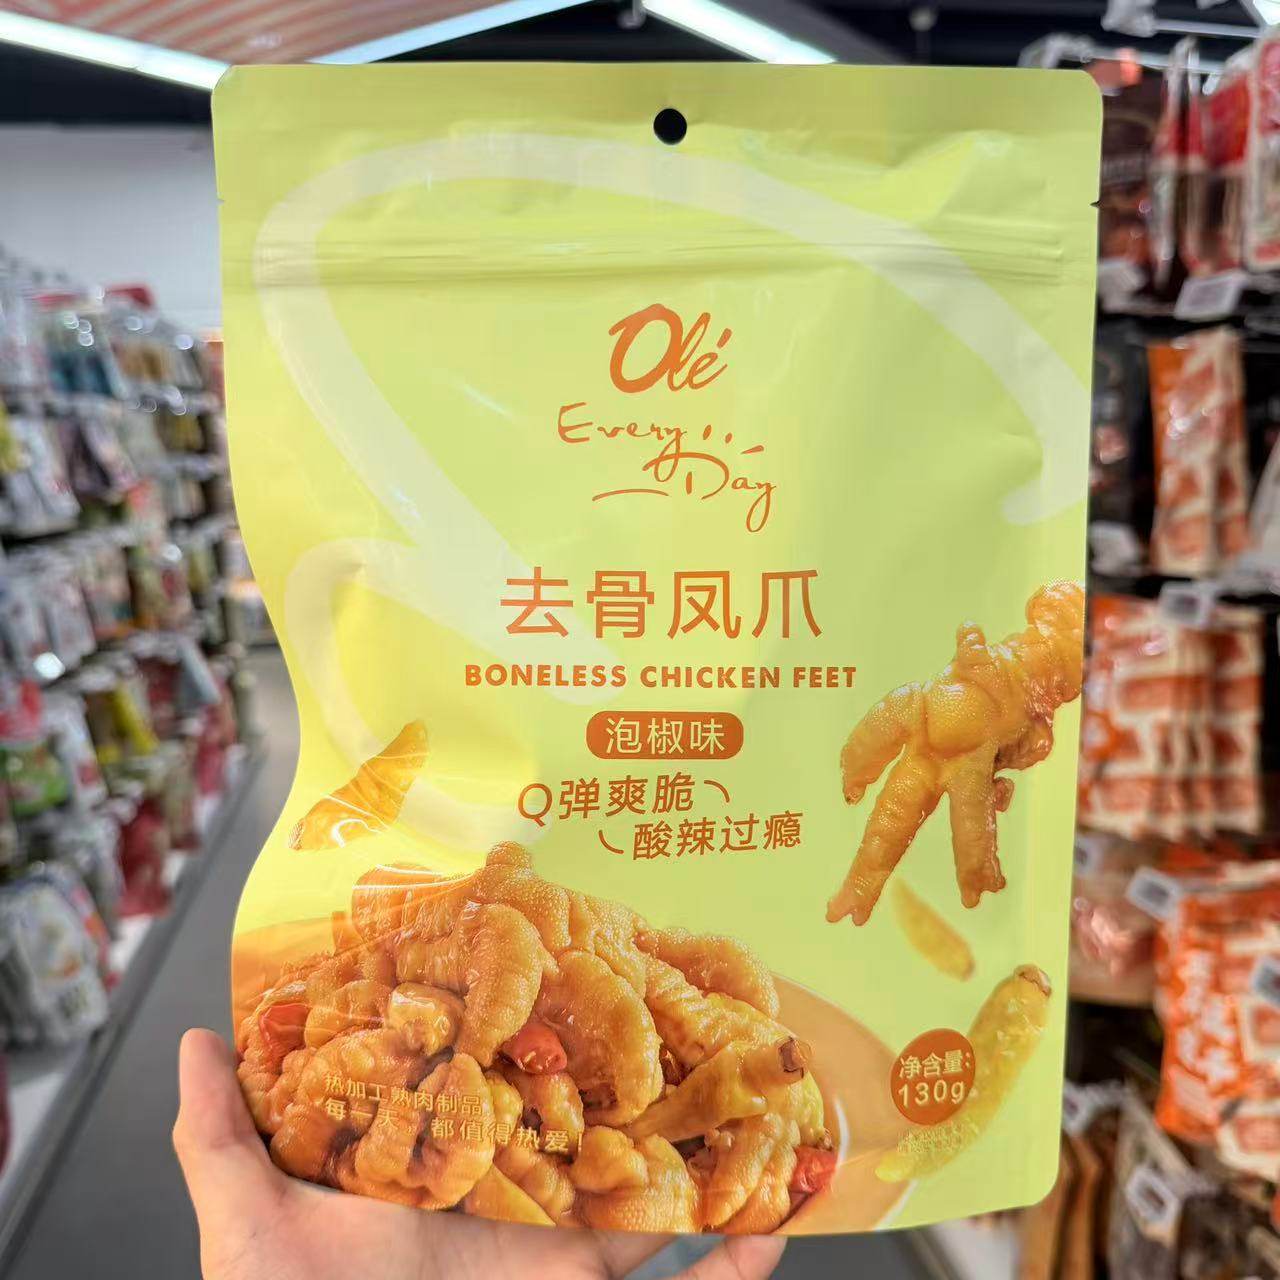 Olé
Every
Day
去骨凤爪
BONELESS CHICKEN FEET
泡椒味
Q弹爽脆
酸辣过瘾
净含量:
130g
热加工熟肉制品
每一天，都值得热爱！